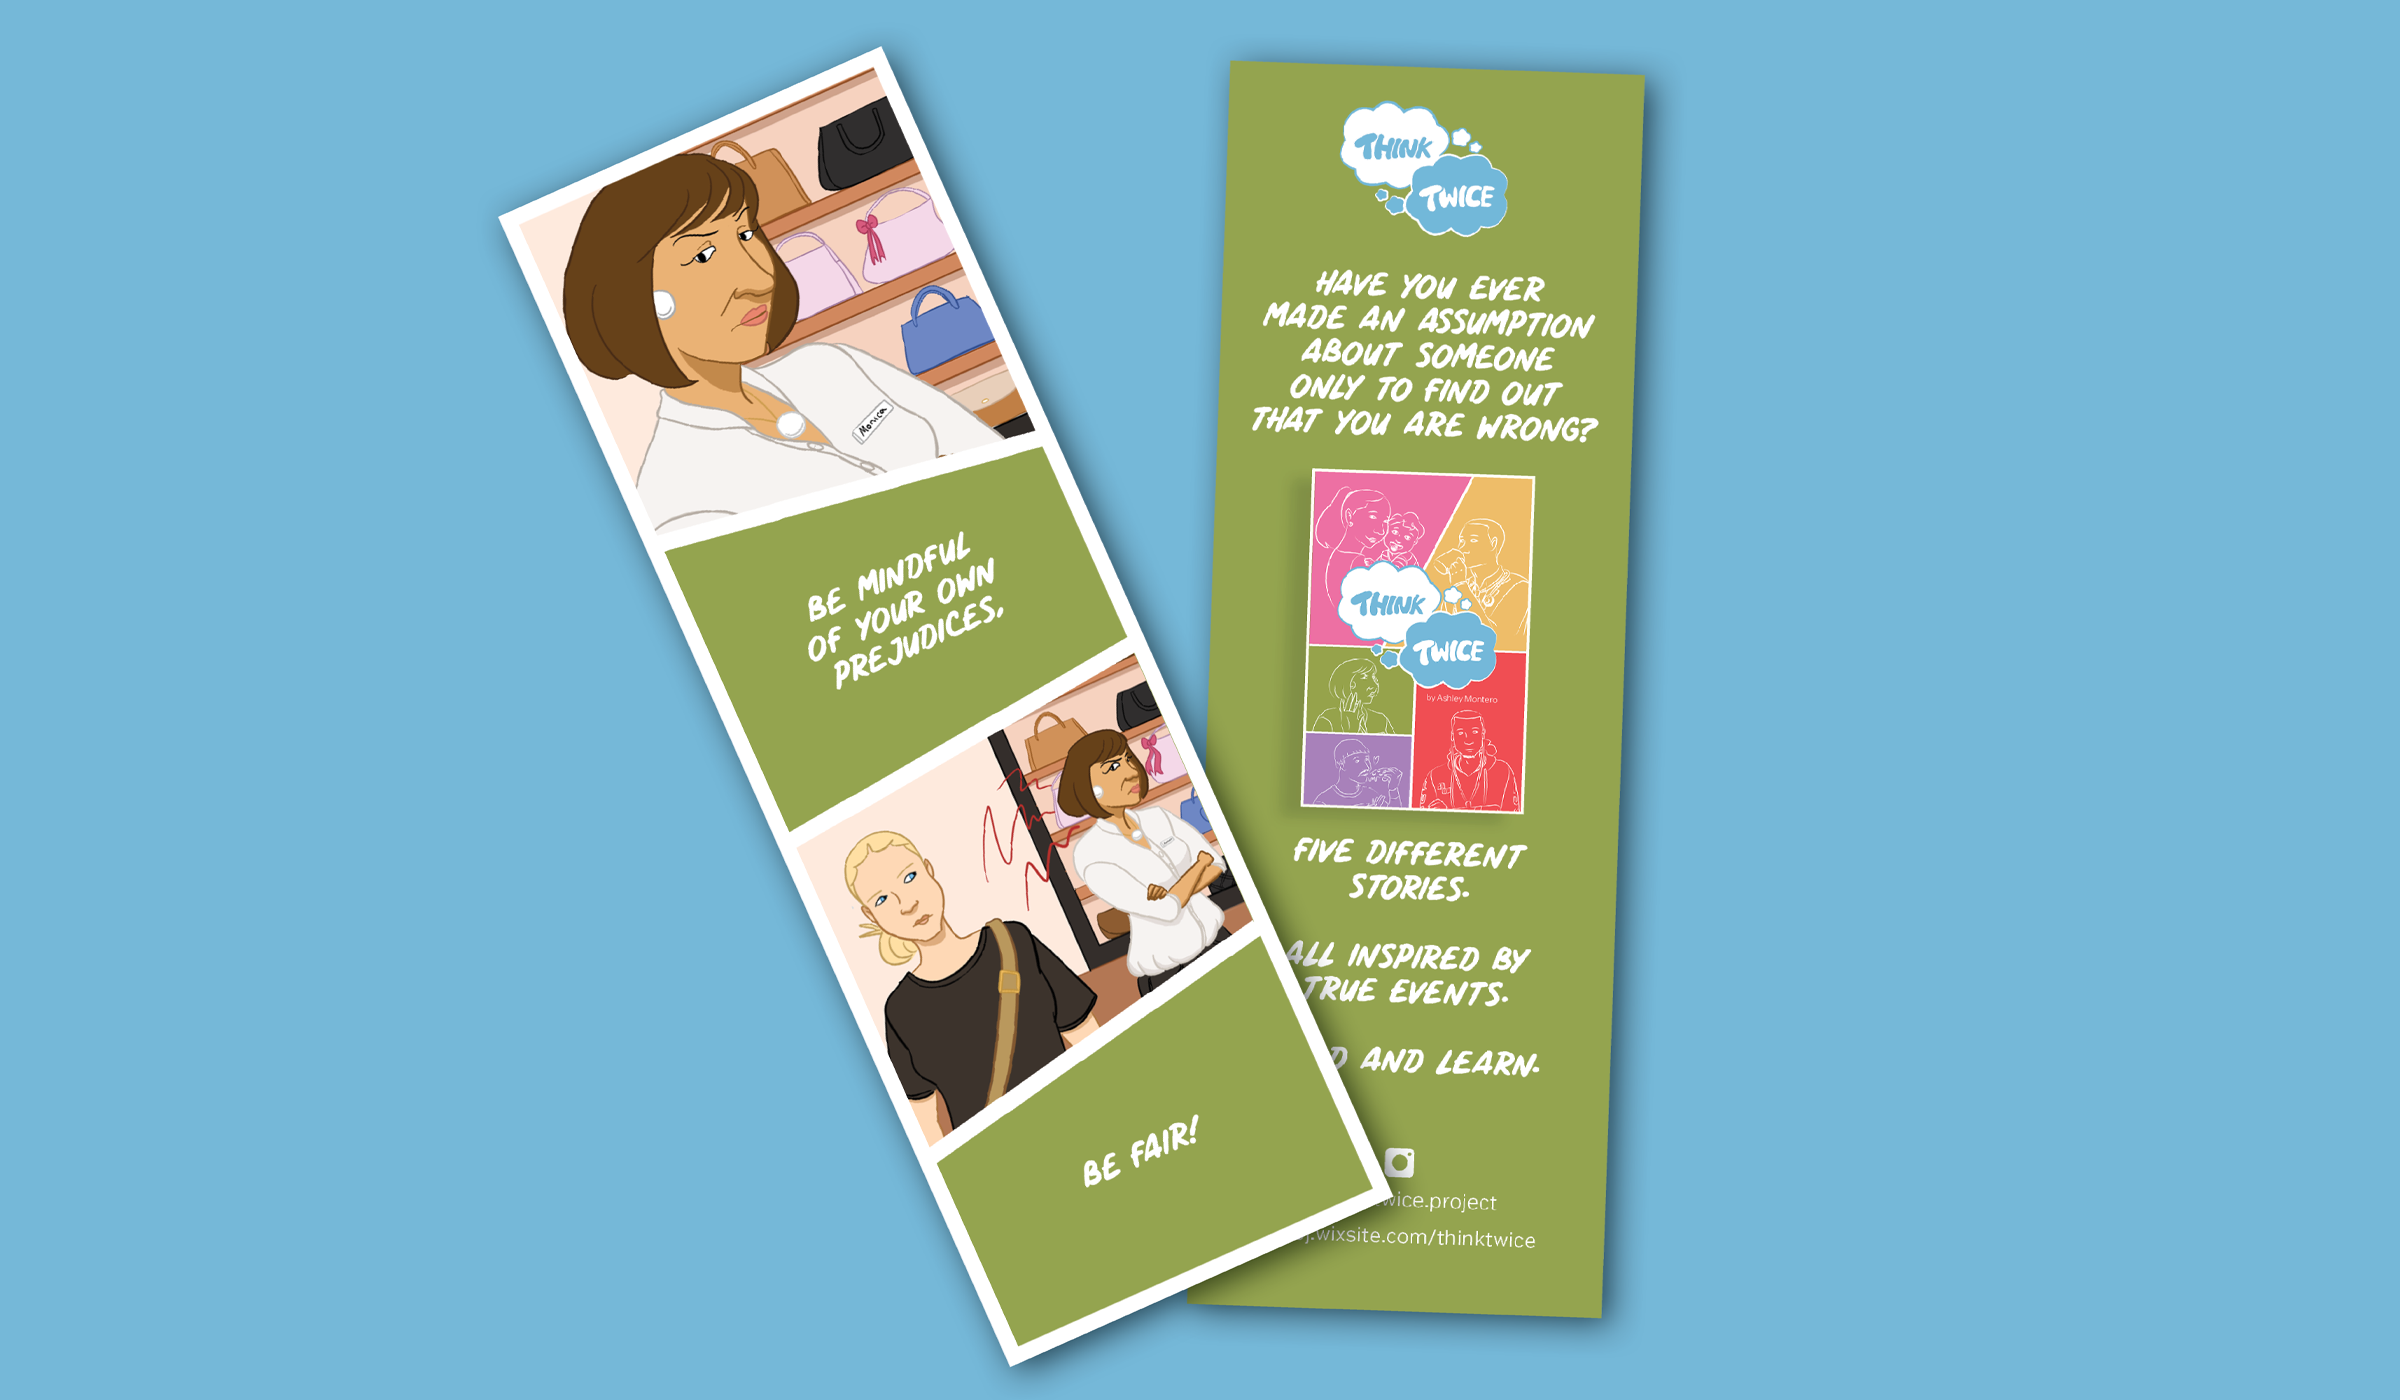 Monica
BE MINDFUL
OF YOUR OWN
PREJUDICES.
BE FAIR!
THINK
TWICE
HAVE YOU EVER
MADE AN ASSUMPTION
ABOUT SOMEONE
ONLY TO FIND OUT
THAT YOU ARE WRONG?
THINK
TWICE
by Ashley Montero
FIVE DIFFERENT
STORIES.
ALL INSPIRED BY
TRUE EVENTS.
AND LEARN.
wice.project
.wixsite.com/thinktwice